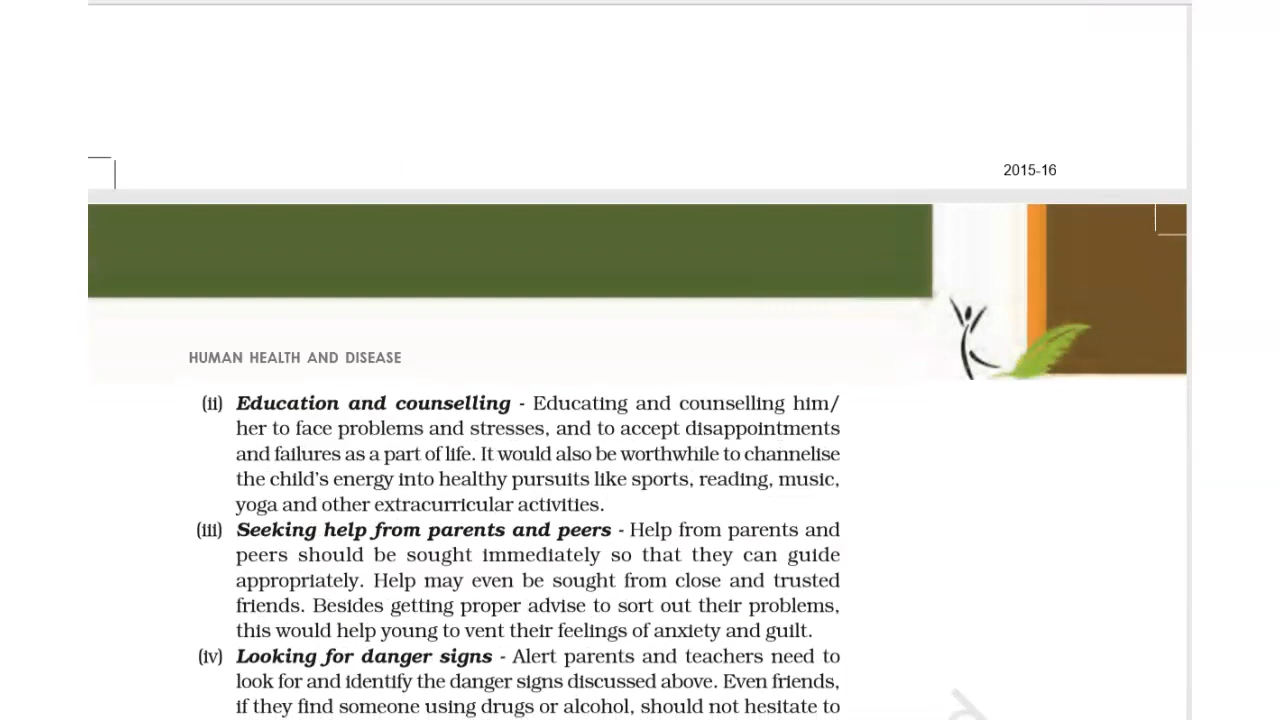 2015-16
HUMAN HEALTH AND DISEASE
(ii) Education and counselling - Educating and counselling him/
her to face problems and stresses, and to accept disappointments
and failures as a part of life. It would also be worthwhile to channelise
the child's energy into healthy pursuits like sports, reading, music,
yoga and other extracurricular activities.
(iii) Seeking help from parents and peers - Help from parents and
peers should be sought immediately so that they can guide
appropriately. Help may even be sought from close and trusted
friends. Besides getting proper advise to sort out their problems,
this would help young to vent their feelings of anxiety and guilt.
(iv) Looking for danger signs - Alert parents and teachers need to
look for and identify the danger signs discussed above. Even friends,
if they find someone using drugs or alcohol, should not hesitate to